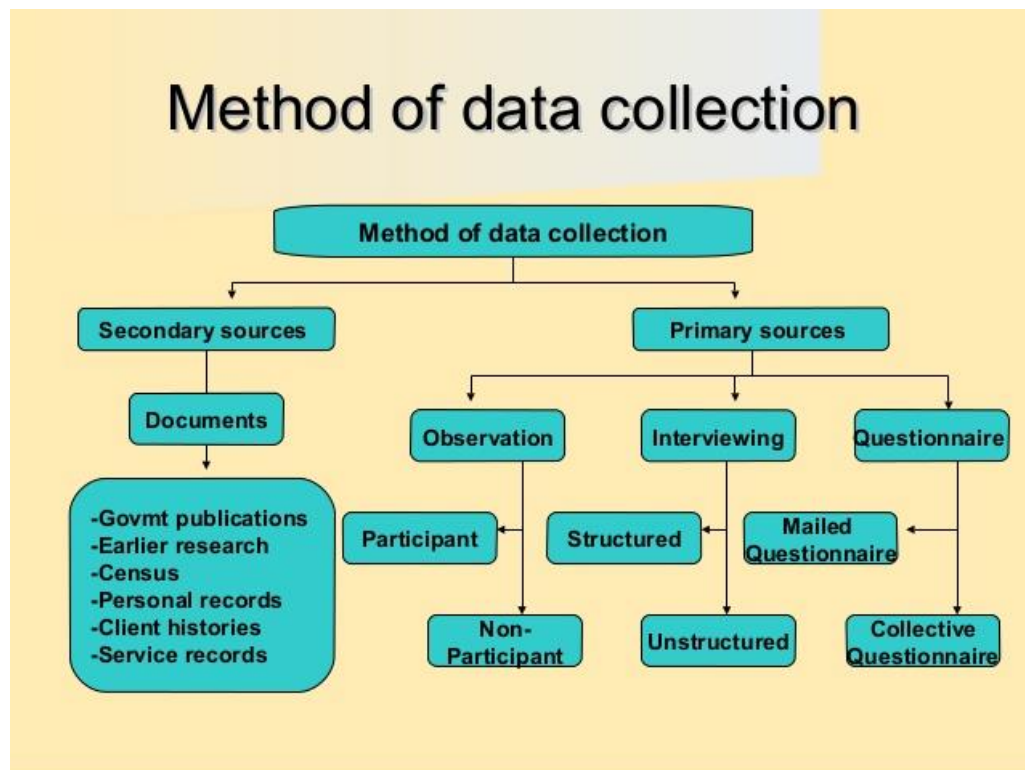 Method of data collection
Method of data collection
Secondary sources
Primary sources
Documents
Observation
Interviewing
Questionnaire
-Govmt publications
-Earlier research
-Census
-Personal records
-Client histories
-Service records
Participant
Structured
Mailed
Questionnaire
Non-
Participant
Unstructured
Collective
Questionnaire